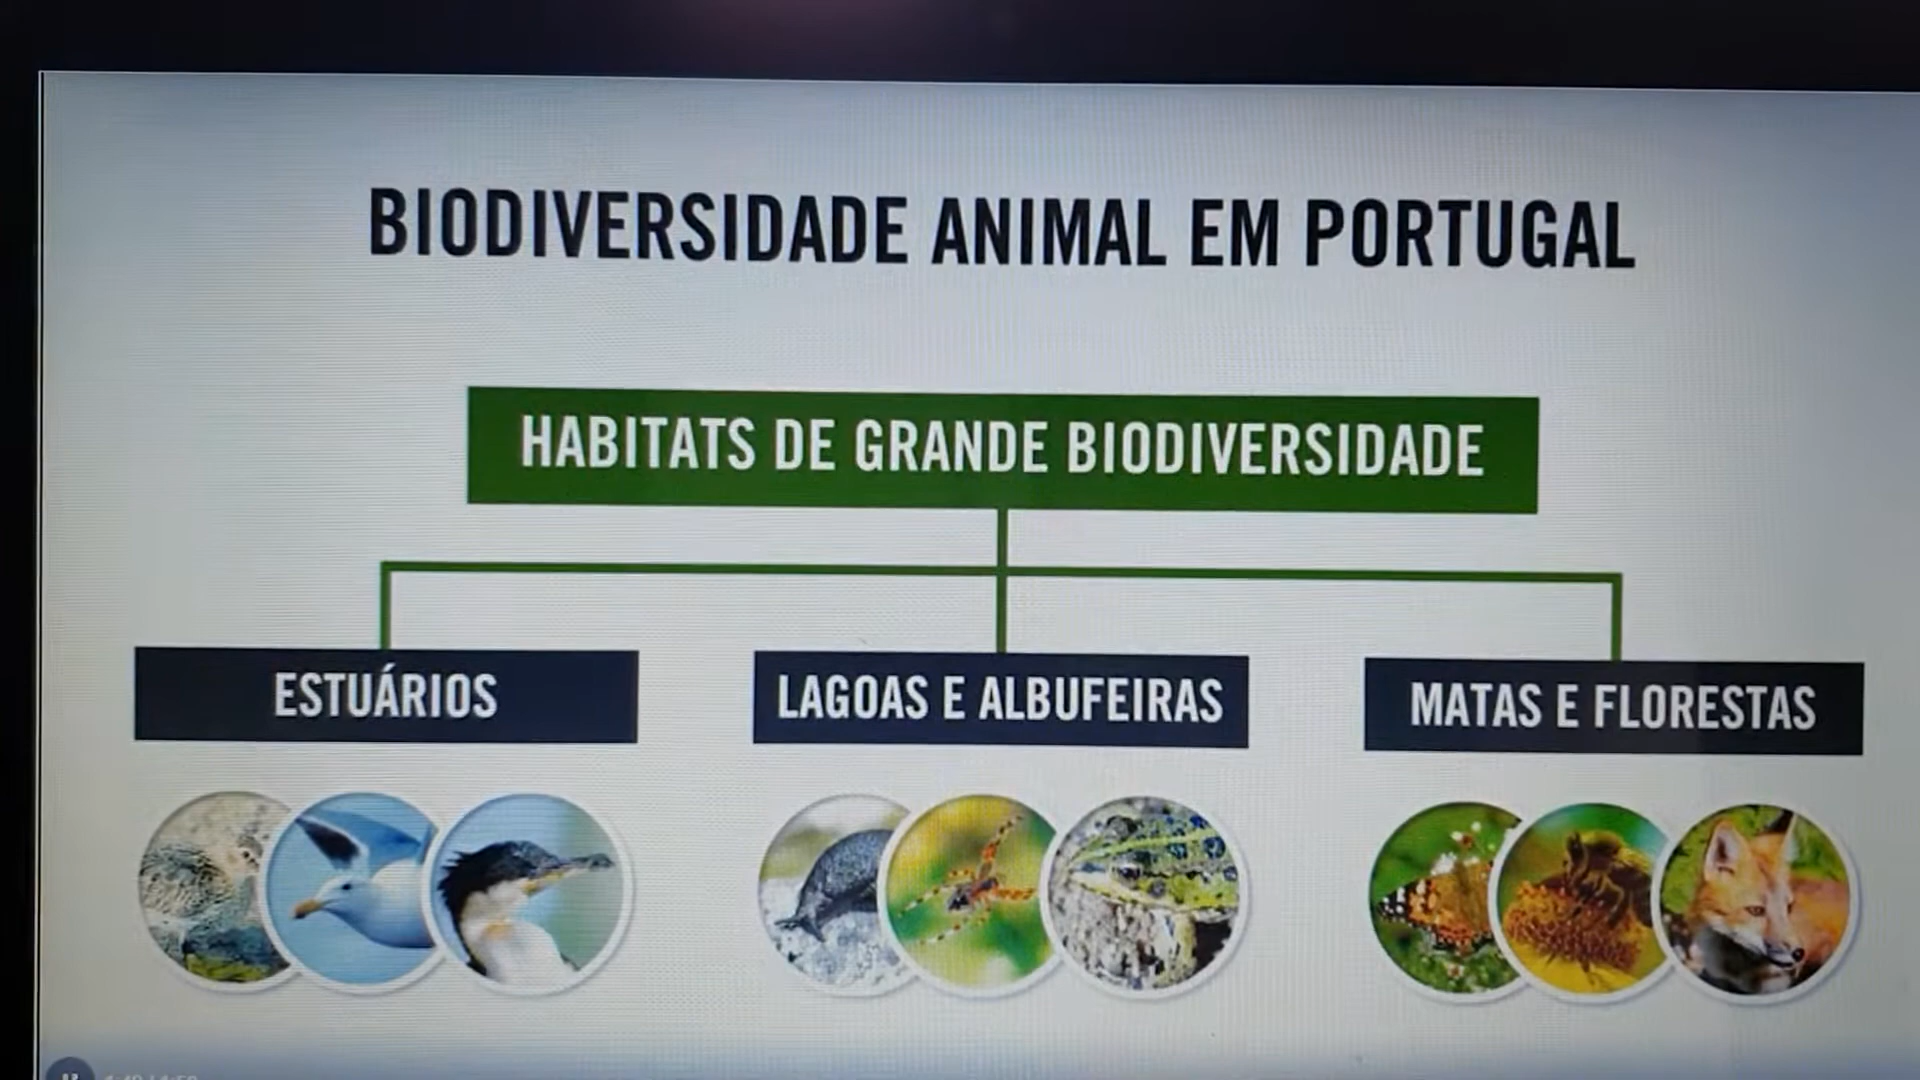 BIODIVERSIDADE ANIMAL EM PORTUGAL
HABITATS DE GRANDE BIODIVERSIDADE
ESTUÁRIOS
LAGOAS E ALBUFEIRAS
MATAS E FLORESTAS